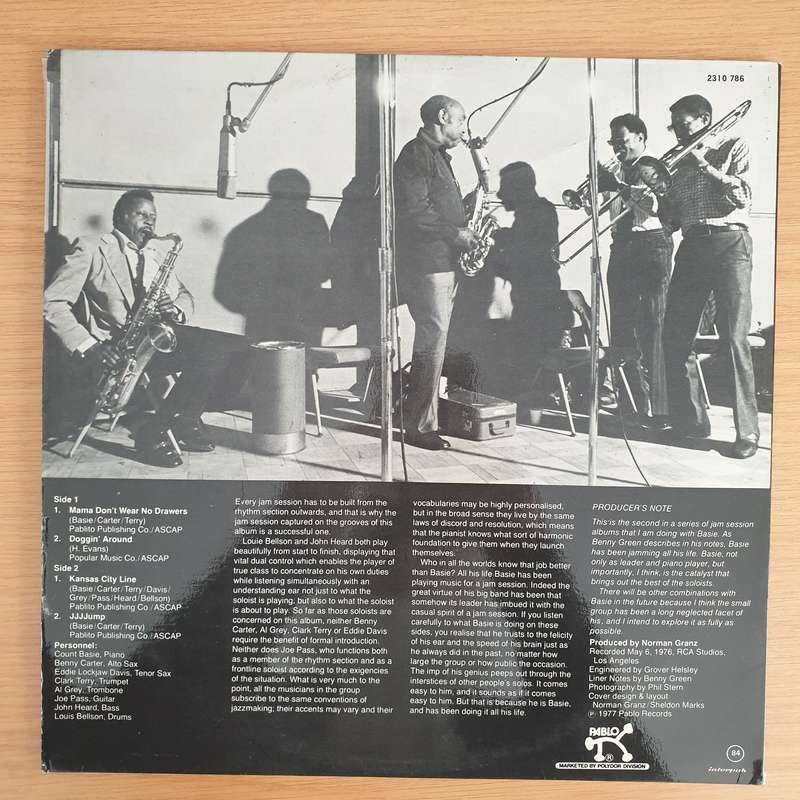 2310 786
Side 1
1. Mama Don't Wear No Drawers
(Basie/Carter/Terry)
Pablito Publishing Co./ASCAP
2. Doggin' Around
(H. Evans)
Popular Music Co./ASCAP
Side 2
1. Kansas City Line
(Basie/Carter/Terry/Davis/
Grey/Pass/Heard/Bellson)
Pablito Publishing Co./ASCAP
2. JJJJump
(Basie/Carter/Terry)
Pablito Publishing Co./ASCAP
Personnel:
Count Basie, Piano
Benny Carter, Alto Sax
Eddie Lockjaw Davis, Tenor Sax
Clark Terry, Trumpet
Al Grey, Trombone
Joe Pass, Guitar
John Heard, Bass
Louis Bellson, Drums
Every jam session has to be built from the
rhythm section outwards, and that is why the
jam session captured on the grooves of this
album is a successful one.
Louie Bellson and John Heard both play
beautifully from start to finish, displaying that
vital dual control which enables the player of
true class to concentrate on his own duties
while listening simultaneously with an
understanding ear not just to what the
soloist is playing, but also to what the soloist
is about to play. So far as those soloists are
concerned on this album, neither Benny
Carter, Al Grey, Clark Terry or Eddie Davis
require the benefit of formal introduction.
Neither does Joe Pass, who functions both
as a member of the rhythm section and as a
frontline soloist according to the exigencies
of the situation. What is very much to the
point, all the musicians in the group
subscribe to the same conventions of
jazzmaking; their accents may vary and their
vocabularies may be highly personalised,
but in the broad sense they live by the same
laws of discord and resolution, which means
that the pianist knows what sort of harmonic
foundation to give them when they launch
themselves.
Who in all the worlds know that job better
than Basie? All his life Basie has been
playing music for a jam session. Indeed the
great virtue of his big band has been that
somehow its leader has imbued it with the
casual spirit of a jam session. If you listen
carefully to what Basie is doing on these
sides, you realise that he trusts to the felicity
of his ear and the speed of his brain just as
he always did in the past, no matter how
large the group or how public the occasion.
The imp of his genius peeps out through the
interstices of other people's solos. It comes
easy to him, and it sounds as if it comes
easy to him. But that is because he is Basie,
and has been doing it all his life.
PRODUCER'S NOTE
This is the second in a series of jam session
albums that I am doing with Basie. As
Benny Green describes in his notes, Basie
has been jamming all his life. Basie, not
only as leader and piano player, but
importantly, I think, is the catalyst that
brings out the best of the soloists.
There will be other combinations with
Basie in the future because I think the small
group has been a long neglected facet of
his, and I intend to explore it as fully as
possible.
Produced by Norman Granz
Recorded May 6, 1976, RCA Studios,
Los Angeles
Engineered by Grover Helsley
Liner Notes by Benny Green
Photography by Phil Stern
Cover design & layout
Norman Granz/Sheldon Marks
℗ 1977 Pablo Records
PABLO
®
MARKETED BY POLYDOR DIVISION
84
interpak